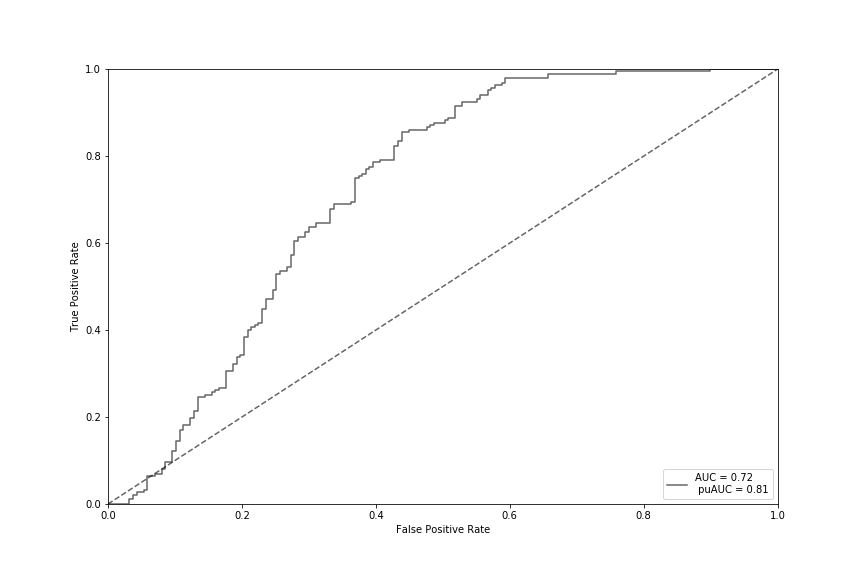 1.0
0.8
0.6
0.4
0.2
0.0
True Positive Rate
0.0 0.2 0.4 0.6 0.8 1.0
False Positive Rate
AUC = 0.72
puAUC = 0.81